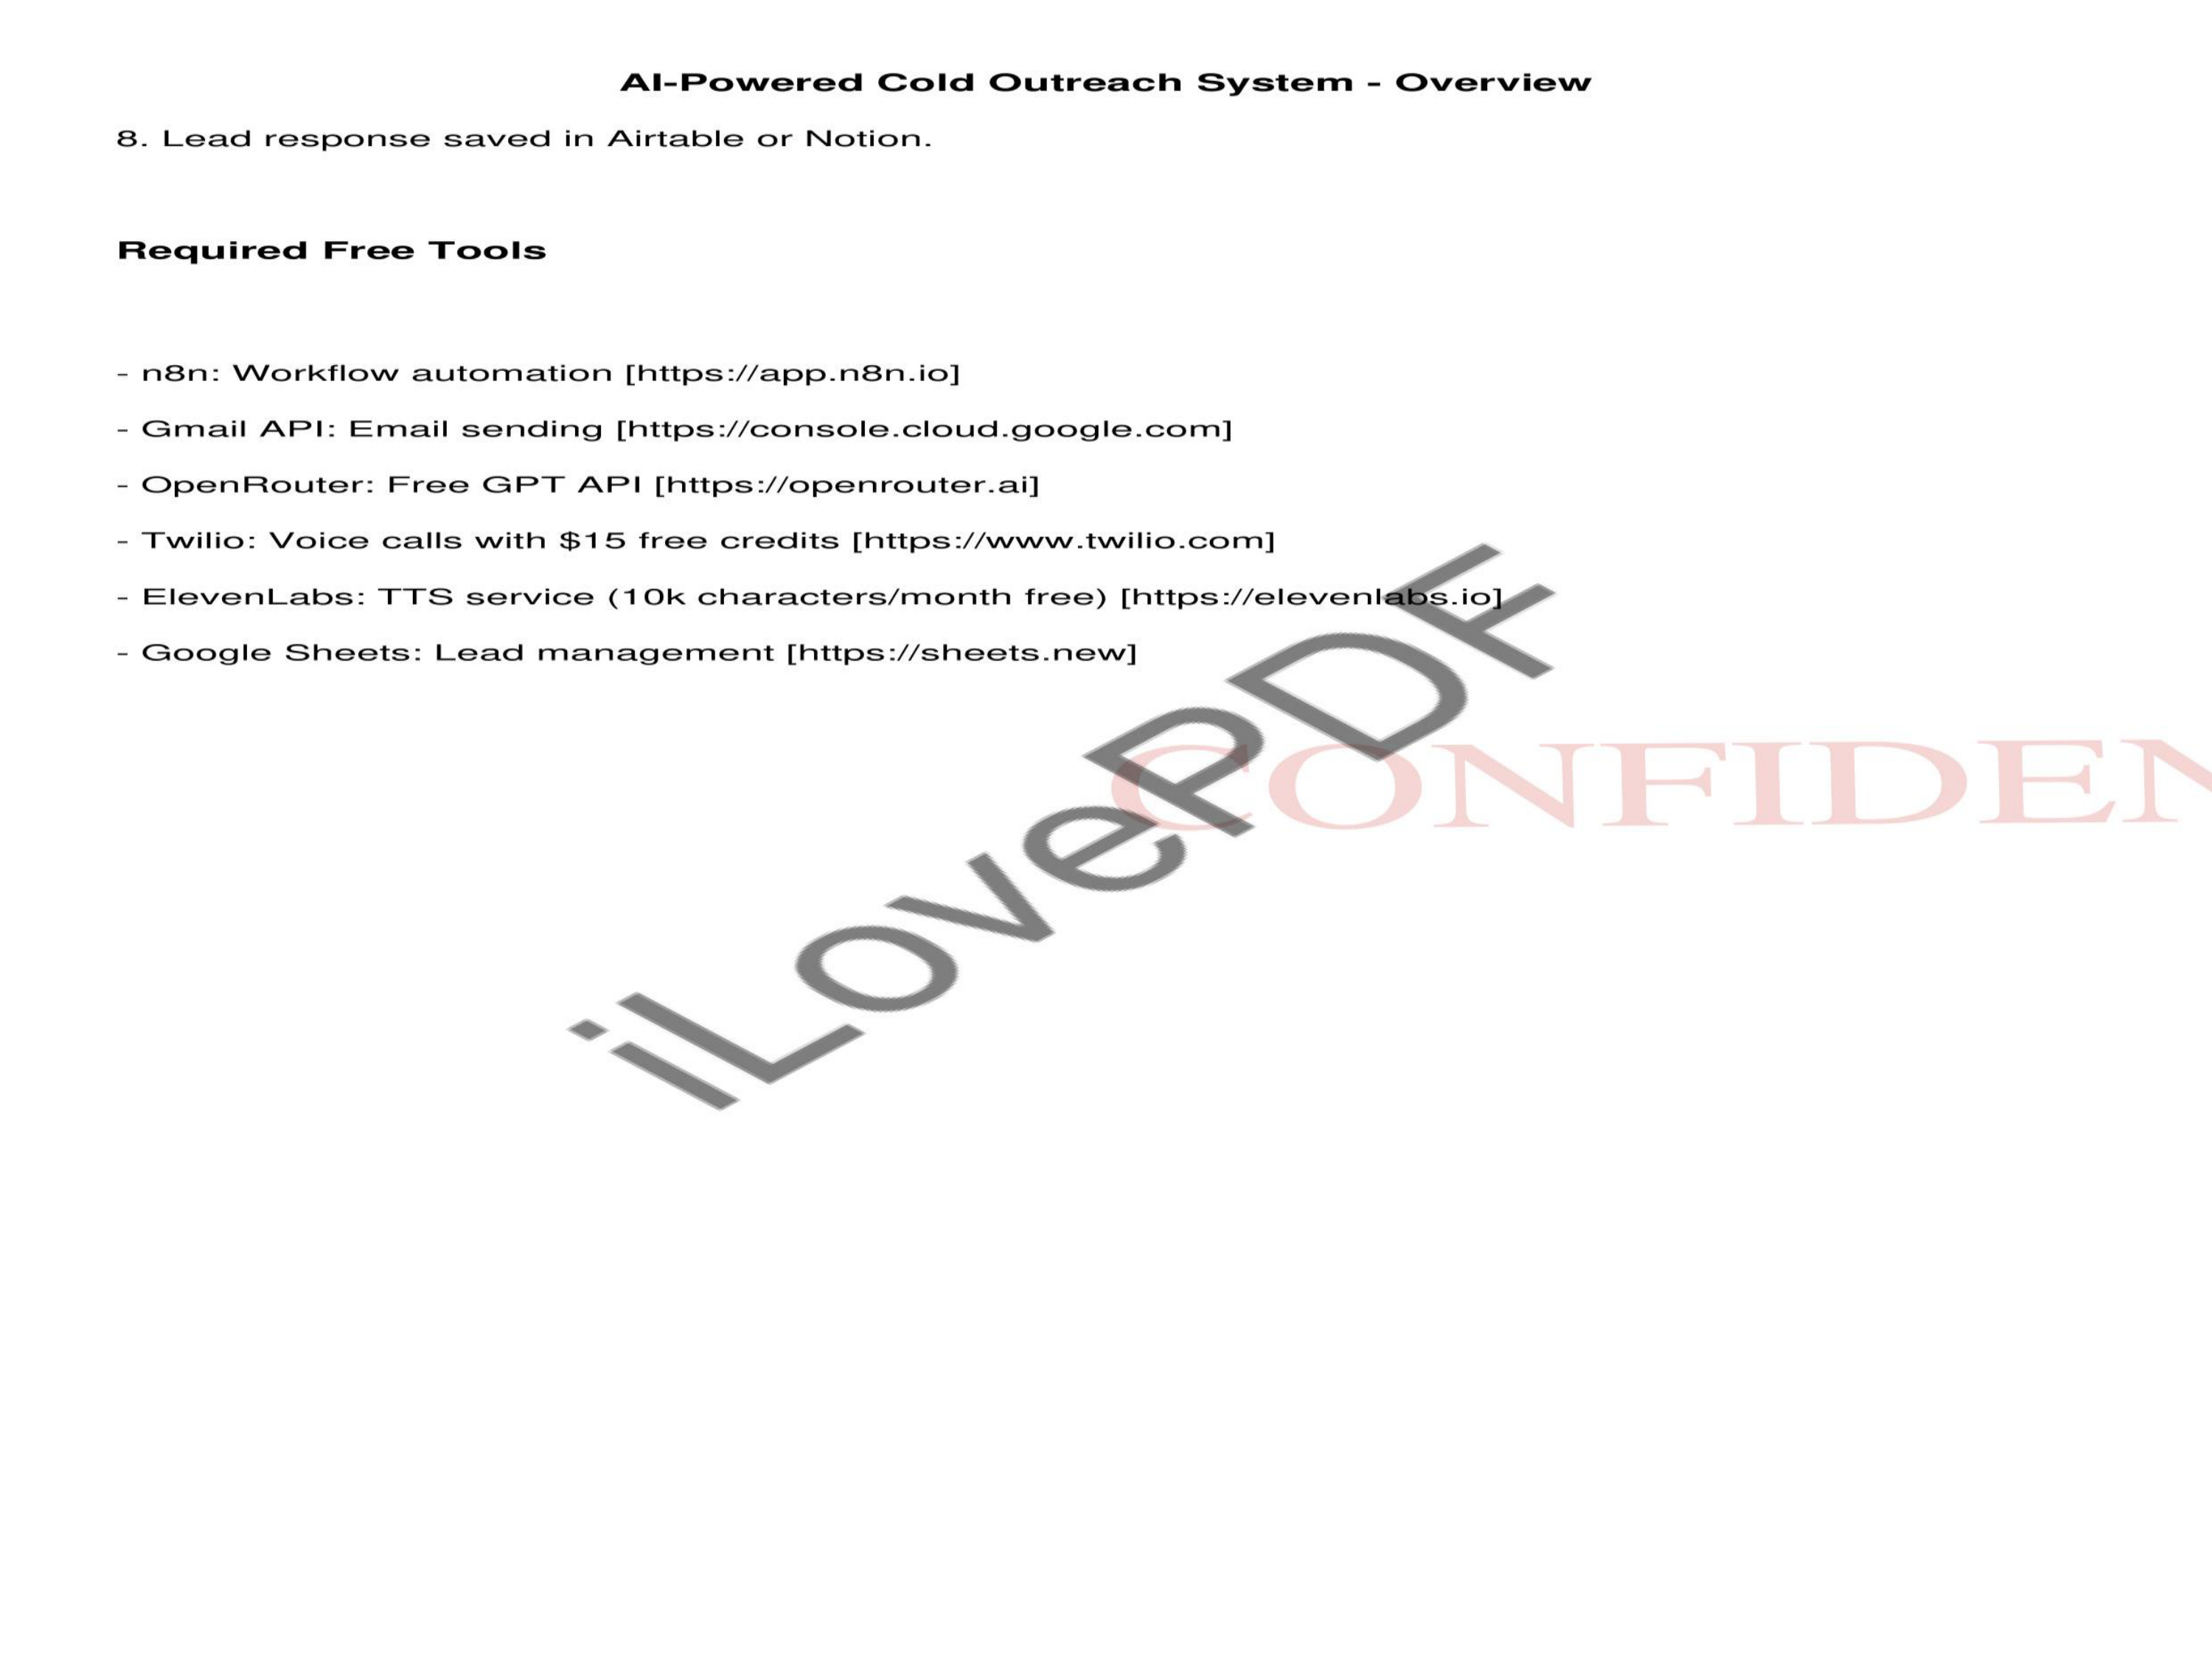 AI-Powered Cold Outreach System - Overview
8. Lead response saved in Airtable or Notion.
Required Free Tools
- n8n: Workflow automation [https://app.n8n.io]
- Gmail API: Email sending [https://console.cloud.google.com]
- OpenRouter: Free GPT API [https://openrouter.ai]
- Twilio: Voice calls with $15 free credits [https://www.twilio.com]
- ElevenLabs: TTS service (10k characters/month free) [https://elevenlabs.io]
- Google Sheets: Lead management [https://sheets.new]
iLovePDF
CONFIDEN